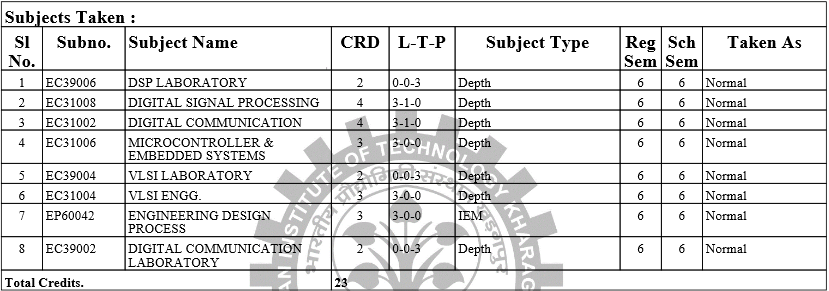 Subjects Taken :
Sl No. Subno. Subject Name CRD L-T-P Subject Type Reg Sem Sch Sem Taken As
1 EC39006 DSP LABORATORY 2 0-0-3 Depth 6 6 Normal
2 EC31008 DIGITAL SIGNAL PROCESSING 4 3-1-0 Depth 6 6 Normal
3 EC31002 DIGITAL COMMUNICATION 4 3-1-0 Depth 6 6 Normal
4 EC31006 MICROCONTROLLER & 3 3-0-0 Depth 6 6 Normal
EMBEDDED SYSTEMS
5 EC39004 VLSI LABORATORY 2 0-0-3 Depth 6 6 Normal
6 EC31004 VLSI ENGG. 3 3-0-0 Depth 6 6 Normal
7 EP60042 ENGINEERING DESIGN 3 3-0-0 IEM 6 6 Normal
PROCESS
8 EC39002 DIGITAL COMMUNICATION 2 0-0-3 Depth 6 6 Normal
LABORATORY
Total Credits. 23
INSTITUTE OF TECHNOLOGY
भारतीय प्रौद्योगिकी संस्थान